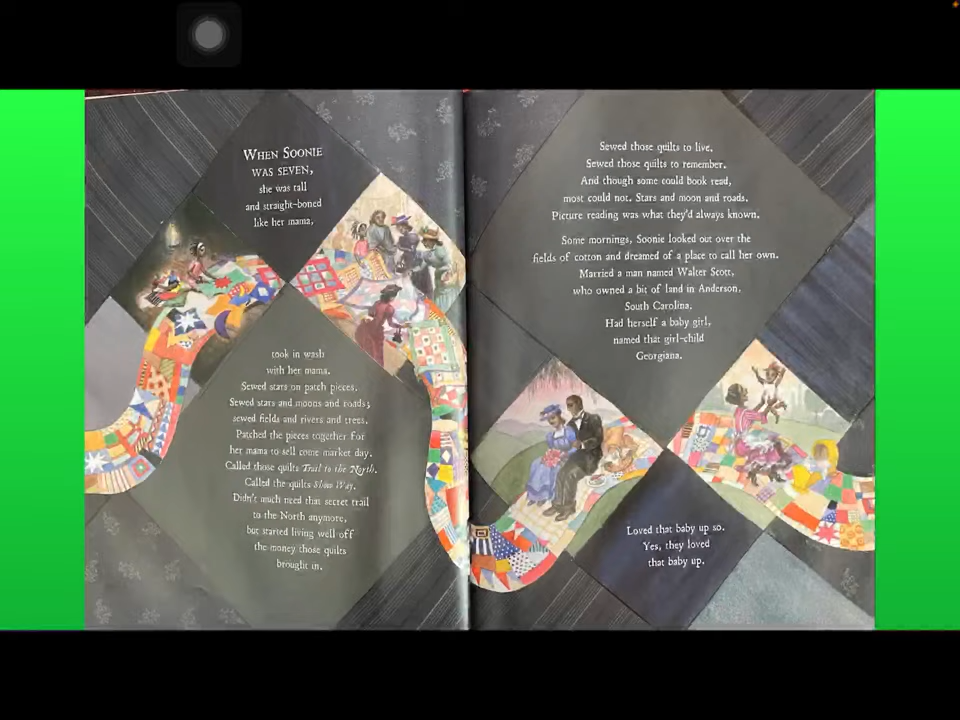 WHEN SOONIE
WAS SEVEN,
she was tall
and straight-boned
like her mama,
took in wash
with her mama.
Sewed stars on patch pieces.
Sewed stars and moons and roads;
sewed fields and rivers and trees.
Patched the pieces together for
her mama to sell come market day.
Called those quilts Trail to the North.
Called the quilts Show Way.
Didn't much need that secret trail
to the North anymore,
but started living well off
the money those quilts
brought in.
Sewed those quilts to live.
Sewed those quilts to remember.
And though some could book read,
most could not. Stars and moon and roads.
Picture reading was what they'd always known.
Some mornings, Soonie looked out over the
fields of cotton and dreamed of a place to call her own.
Married a man named Walter Scott,
who owned a bit of land in Anderson,
South Carolina.
Had herself a baby girl,
named that girl-child
Georgiana.
Loved that baby up so.
Yes, they loved
that baby up.